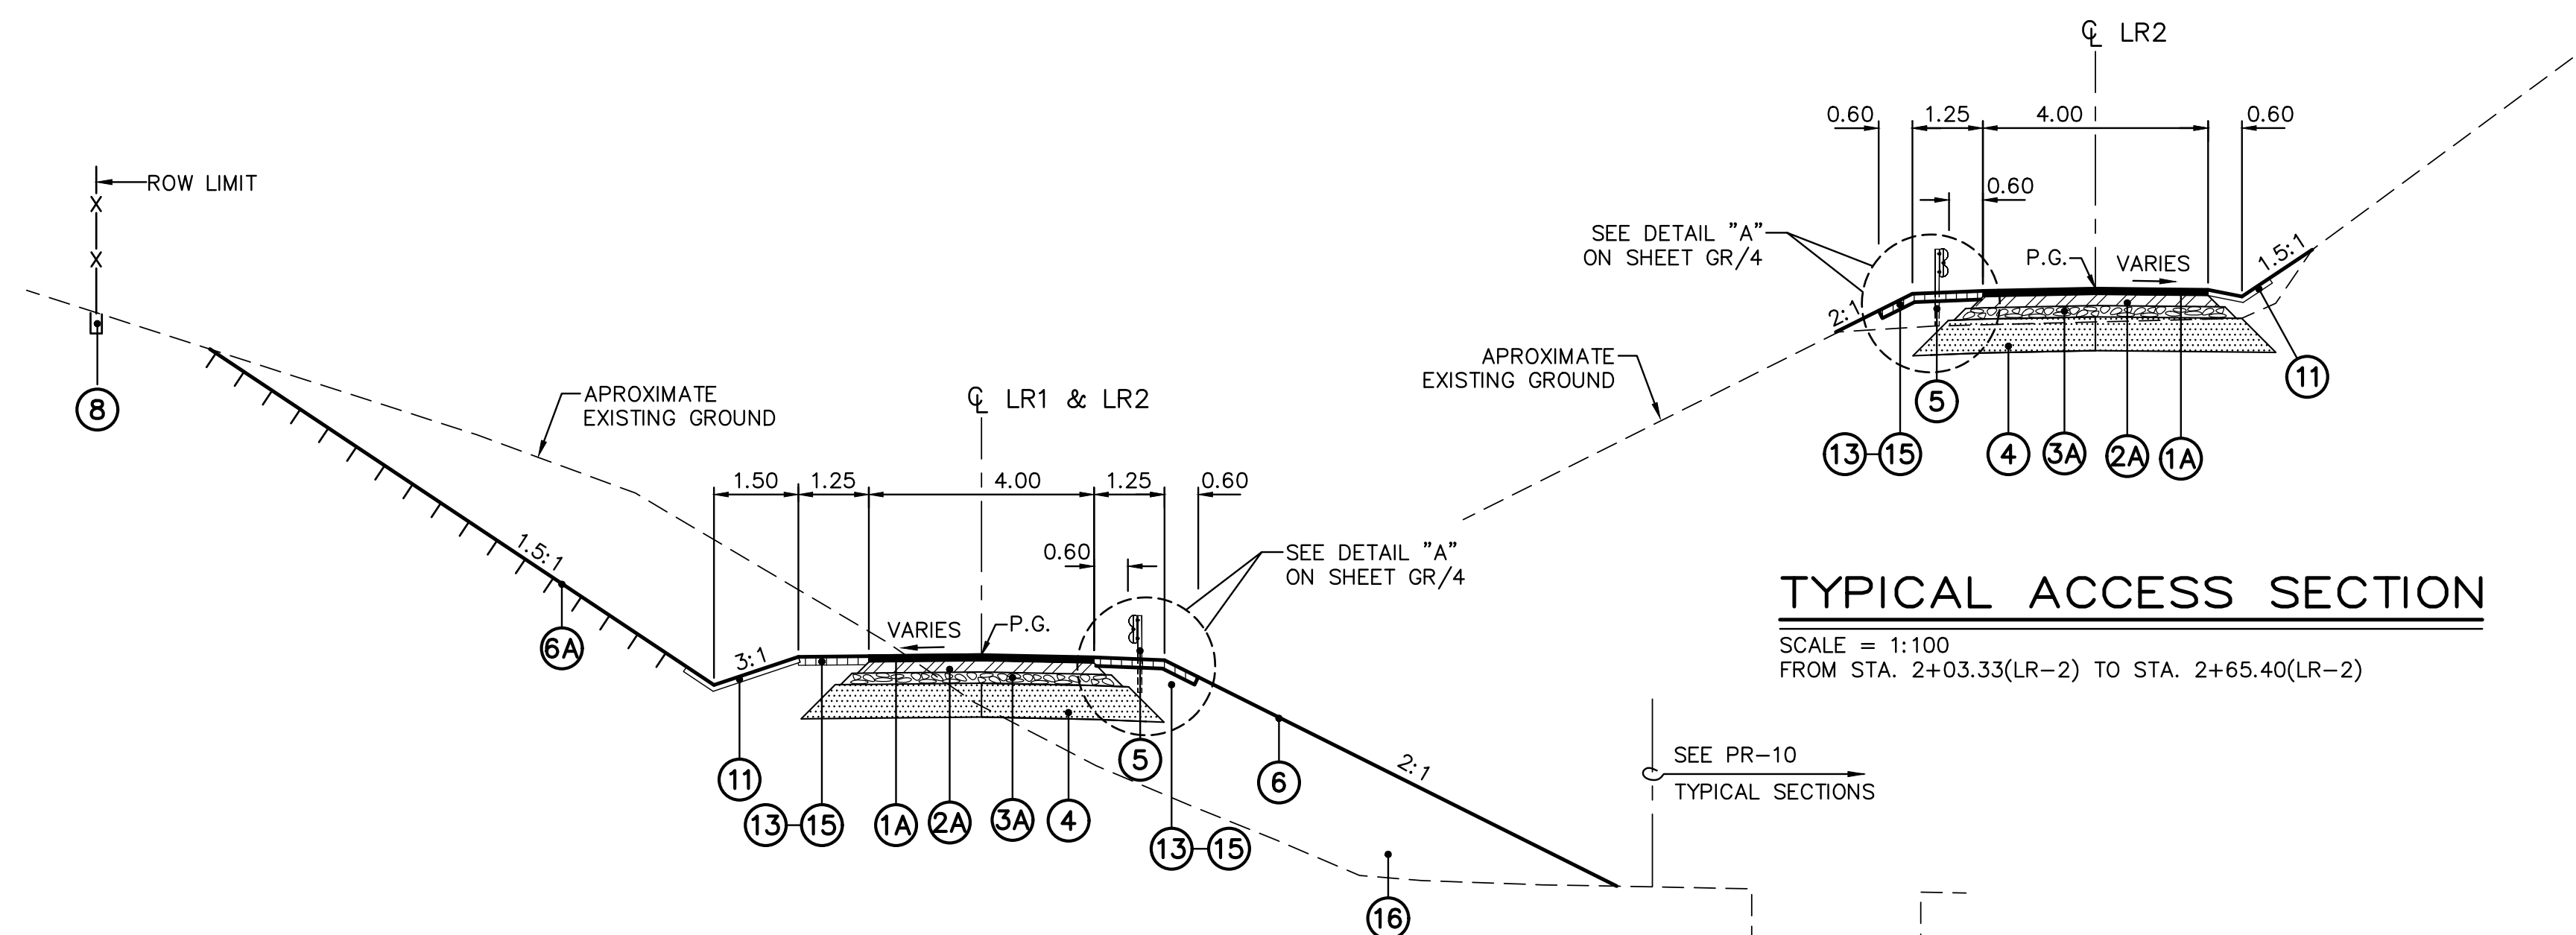 ℄ LR2
0.60 1.25 4.00 0.60
0.60
SEE DETAIL "A"
ON SHEET GR/4
P.G.
VARIES
1.5:1
2:1
APROXIMATE
EXISTING GROUND
11
5
13 15 4 3A 2A 1A
TYPICAL ACCESS SECTION
SCALE = 1:100
FROM STA. 2+03.33(LR-2) TO STA. 2+65.40(LR-2)
ROW LIMIT
X
X
8
APROXIMATE
EXISTING GROUND
℄ LR1 & LR2
1.50 1.25 4.00 1.25 0.60
0.60
SEE DETAIL "A"
ON SHEET GR/4
1.5:1
6A
3:1
VARIES
P.G.
2:1
11
5
6
13 15 1A 2A 3A 4
13 15
16
SEE PR-10
TYPICAL SECTIONS